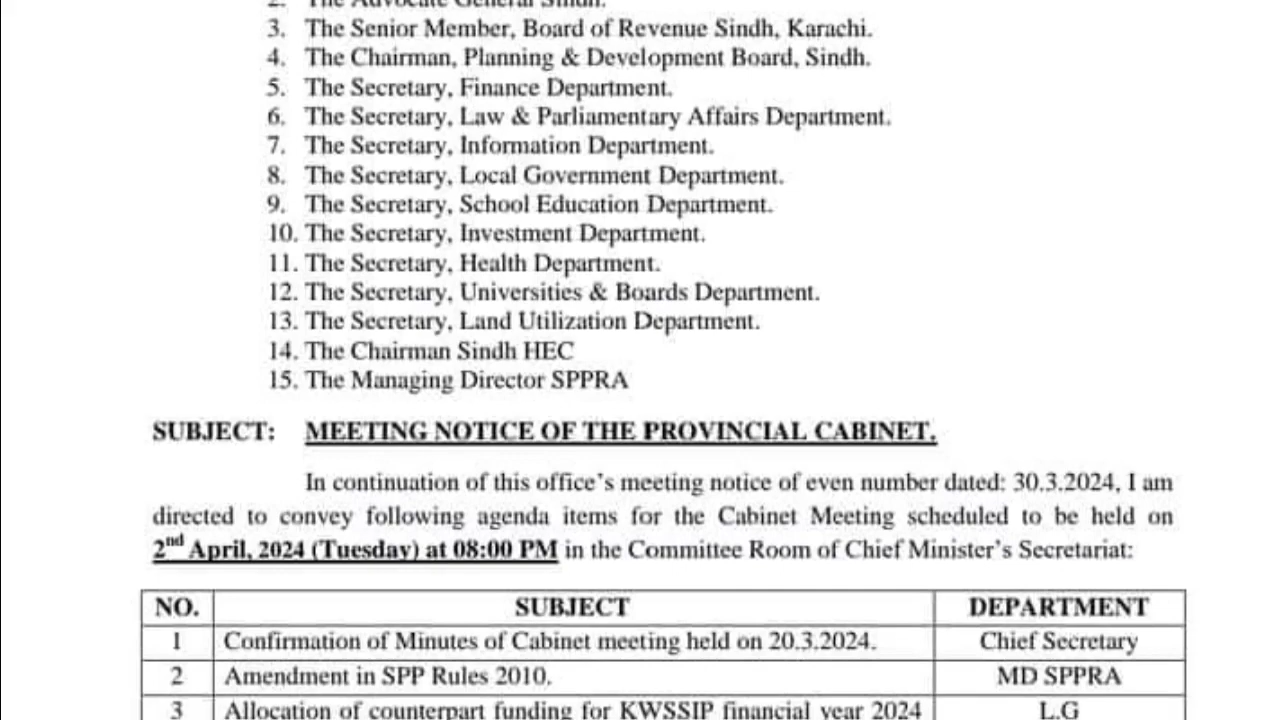 2. The Advocate General Sindh.
3. The Senior Member, Board of Revenue Sindh, Karachi.
4. The Chairman, Planning & Development Board, Sindh.
5. The Secretary, Finance Department.
6. The Secretary, Law & Parliamentary Affairs Department.
7. The Secretary, Information Department.
8. The Secretary, Local Government Department.
9. The Secretary, School Education Department.
10. The Secretary, Investment Department.
11. The Secretary, Health Department.
12. The Secretary, Universities & Boards Department.
13. The Secretary, Land Utilization Department.
14. The Chairman Sindh HEC
15. The Managing Director SPPRA
SUBJECT: MEETING NOTICE OF THE PROVINCIAL CABINET.
In continuation of this office's meeting notice of even number dated: 30.3.2024, I am
directed to convey following agenda items for the Cabinet Meeting scheduled to be held on
2nd April, 2024 (Tuesday) at 08:00 PM in the Committee Room of Chief Minister's Secretariat:
NO. SUBJECT DEPARTMENT
1 Confirmation of Minutes of Cabinet meeting held on 20.3.2024. Chief Secretary
2 Amendment in SPP Rules 2010. MD SPPRA
3 Allocation of counterpart funding for KWSSIP financial year 2024 L.G